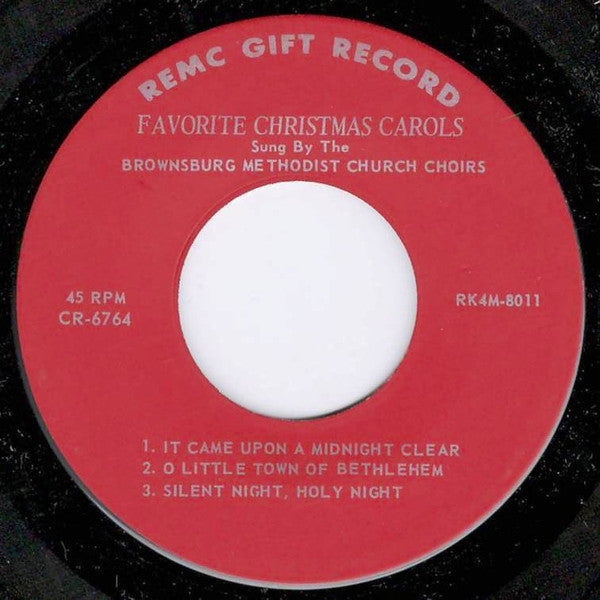 REMC GIFT RECORD
FAVORITE CHRISTMAS CAROLS
Sung By The
BROWNSBURG METHODIST CHURCH CHOIRS
45 RPM
CR-6764
RK4M-8011
1. IT CAME UPON A MIDNIGHT CLEAR
2. O LITTLE TOWN OF BETHLEHEM
3. SILENT NIGHT, HOLY NIGHT